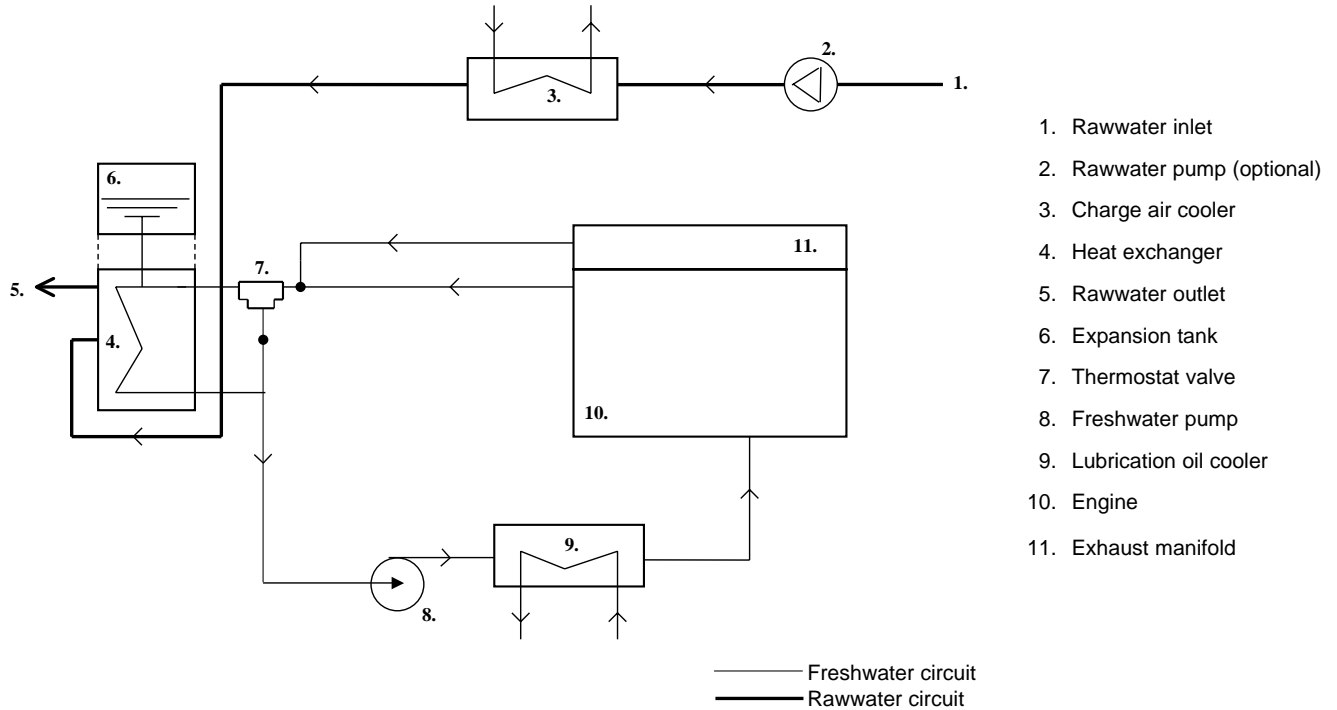 2.
1.
3.
6.
7.
5.
4.
11.
10.
9.
8.
1. Rawwater inlet
2. Rawwater pump (optional)
3. Charge air cooler
4. Heat exchanger
5. Rawwater outlet
6. Expansion tank
7. Thermostat valve
8. Freshwater pump
9. Lubrication oil cooler
10. Engine
11. Exhaust manifold
Freshwater circuit
Rawwater circuit